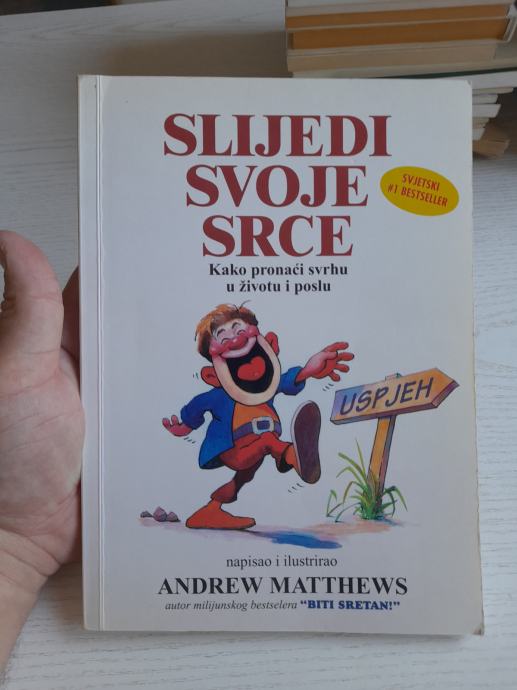 SLIJEDI
SVOJE
SRCE
SVJETSKI
#1 BESTSELLER
Kako pronaći svrhu
u životu i poslu
USPJEH
napisao i ilustrirao
ANDREW MATTHEWS
autor milijunskog bestselera "BITI SRETAN!"